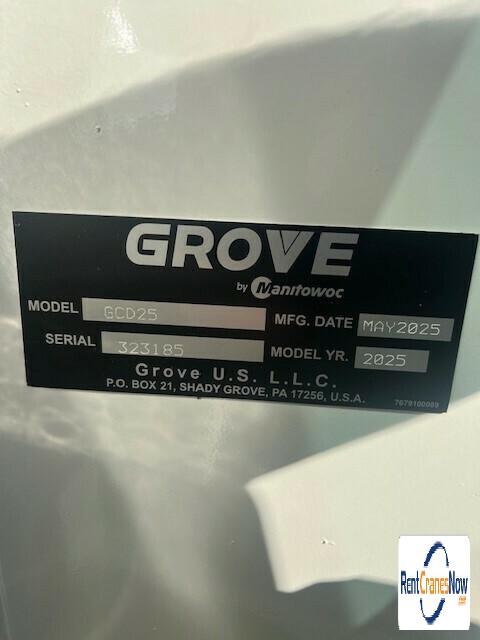 GROVE
by Manitowoc
MODEL GCD25 MFG. DATE MAY2025
SERIAL 323185 MODEL YR. 2025
Grove U.S. L.L.C.
P.O. BOX 21, SHADY GROVE, PA 17256, U.S.A.
7679100089
RentCranesNow
.com